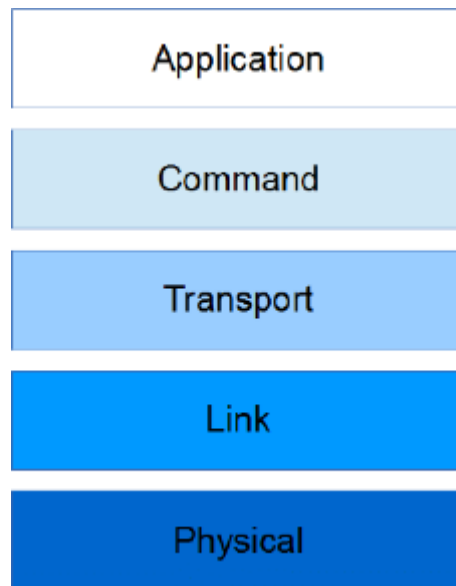 Application
Command
Transport
Link
Physical